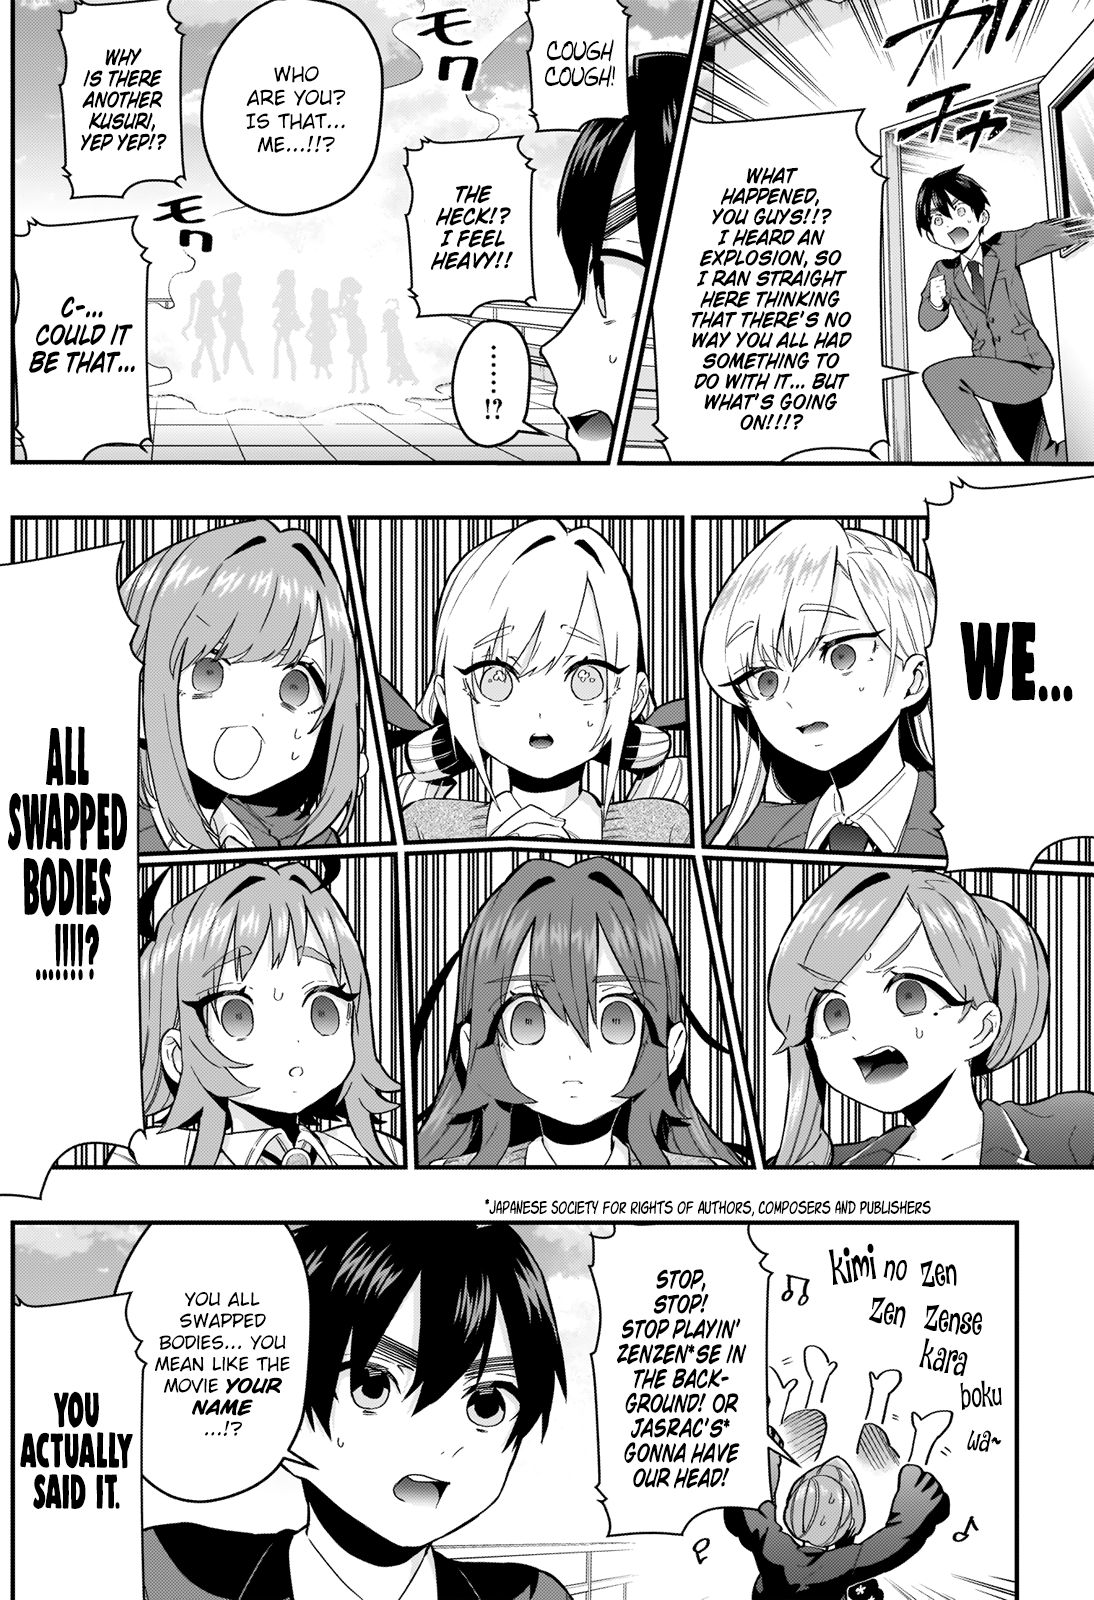 ガチャ
WHAT
HAPPENED,
YOU GUYS!!?
I HEARD AN
EXPLOSION, SO
I RAN STRAIGHT
HERE THINKING
THAT THERE'S NO
WAY YOU ALL HAD
SOMETHING TO
DO WITH IT... BUT
WHAT'S GOING
ON!!!?
COUGH
COUGH!
モク
THE
HECK!?
I FEEL
HEAVY!!
........
!?
WHO
ARE YOU?
IS THAT...
ME...!!?
モク
WHY
IS THERE
ANOTHER
KUSURI,
YEP YEP!?
C-...
COULD IT
BE THAT...
WE...
ALL
SWAPPED
BODIES
...!!!!?
*JAPANESE SOCIETY FOR RIGHTS OF AUTHORS, COMPOSERS AND PUBLISHERS
kimi no zen
zen zense
kara
boku
wa~
STOP,
STOP!
STOP PLAYIN'
ZENZEN*SE IN
THE BACK-
GROUND! OR
JASRAC'S*
GONNA HAVE
OUR HEAD!
YOU ALL
SWAPPED
BODIES... YOU
MEAN LIKE THE
MOVIE YOUR
NAME
...!?
YOU
ACTUALLY
SAID IT.